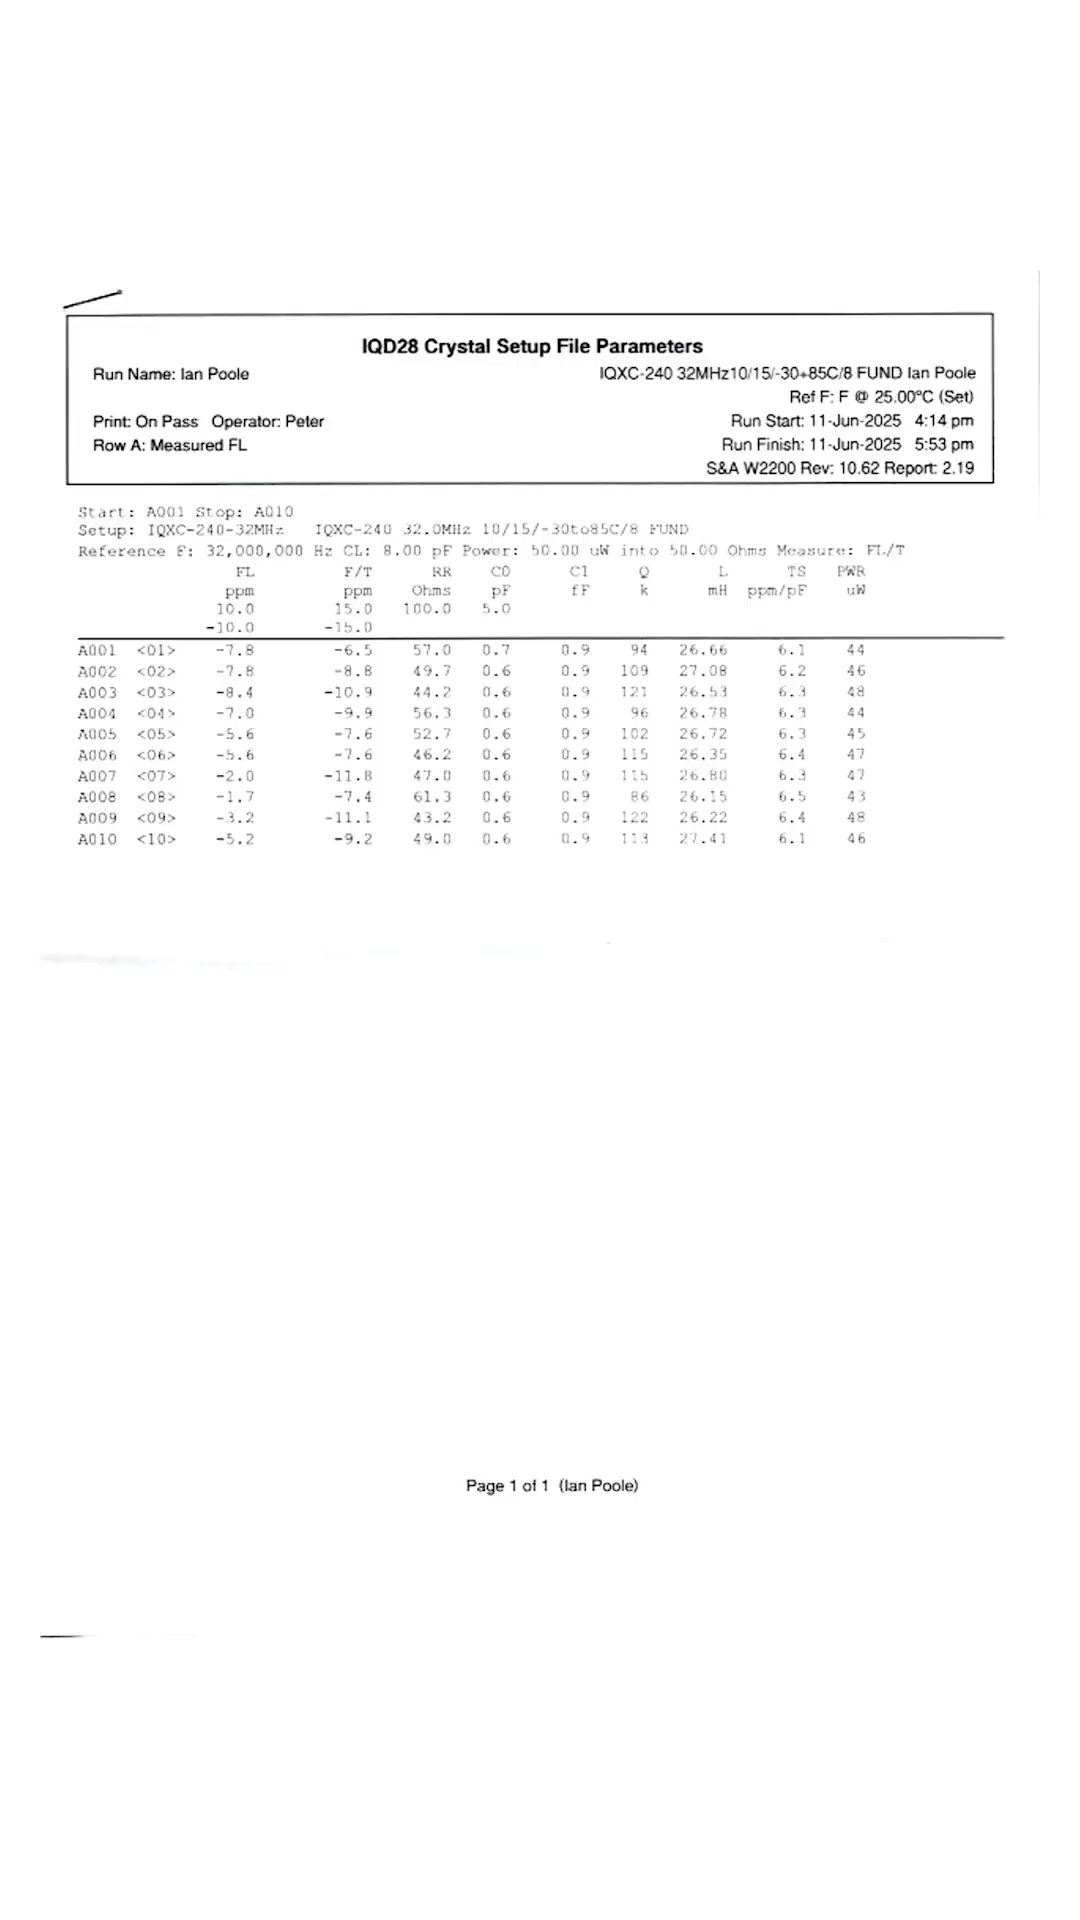 IQD28 Crystal Setup File Parameters
Run Name: Ian Poole IQXC-240 32MHz10/15/-30+85C/8 FUND Ian Poole
Ref F: F @ 25.00°C (Set)
Print: On Pass Operator: Peter Run Start: 11-Jun-2025 4:14 pm
Row A: Measured FL Run Finish: 11-Jun-2025 5:53 pm
S&A W2200 Rev: 10.62 Report: 2.19
Start: A001 Stop: A010
Setup: IQXC-240-32MHz IQXC-240 32.0MHz 10/15/-30to85C/8 FUND
Reference F: 32,000,000 Hz CL: 8.00 pF Power: 50.00 uW into 50.00 Ohms Measure: FL/T
FL F/T RR C0 C1 Q L TS PWR
ppm ppm Ohms pF fF k mH ppm/pF uW
10.0 15.0 100.0 5.0
-10.0 -15.0
A001 <01> -7.8 -6.5 57.0 0.7 0.9 94 26.66 6.1 44
A002 <02> -7.8 -8.8 49.7 0.6 0.9 109 27.08 6.2 46
A003 <03> -8.4 -10.9 44.2 0.6 0.9 121 26.53 6.3 48
A004 <04> -7.0 -9.9 56.3 0.6 0.9 96 26.78 6.3 44
A005 <05> -5.6 -7.6 52.7 0.6 0.9 102 26.72 6.3 45
A006 <06> -5.6 -7.6 46.2 0.6 0.9 115 26.35 6.4 47
A007 <07> -2.0 -11.8 47.0 0.6 0.9 115 26.80 6.3 47
A008 <08> -1.7 -7.4 61.3 0.6 0.9 86 26.15 6.5 43
A009 <09> -3.2 -11.1 43.2 0.6 0.9 122 26.22 6.4 48
A010 <10> -5.2 -9.2 49.0 0.6 0.9 113 27.41 6.1 46
Page 1 of 1 (Ian Poole)